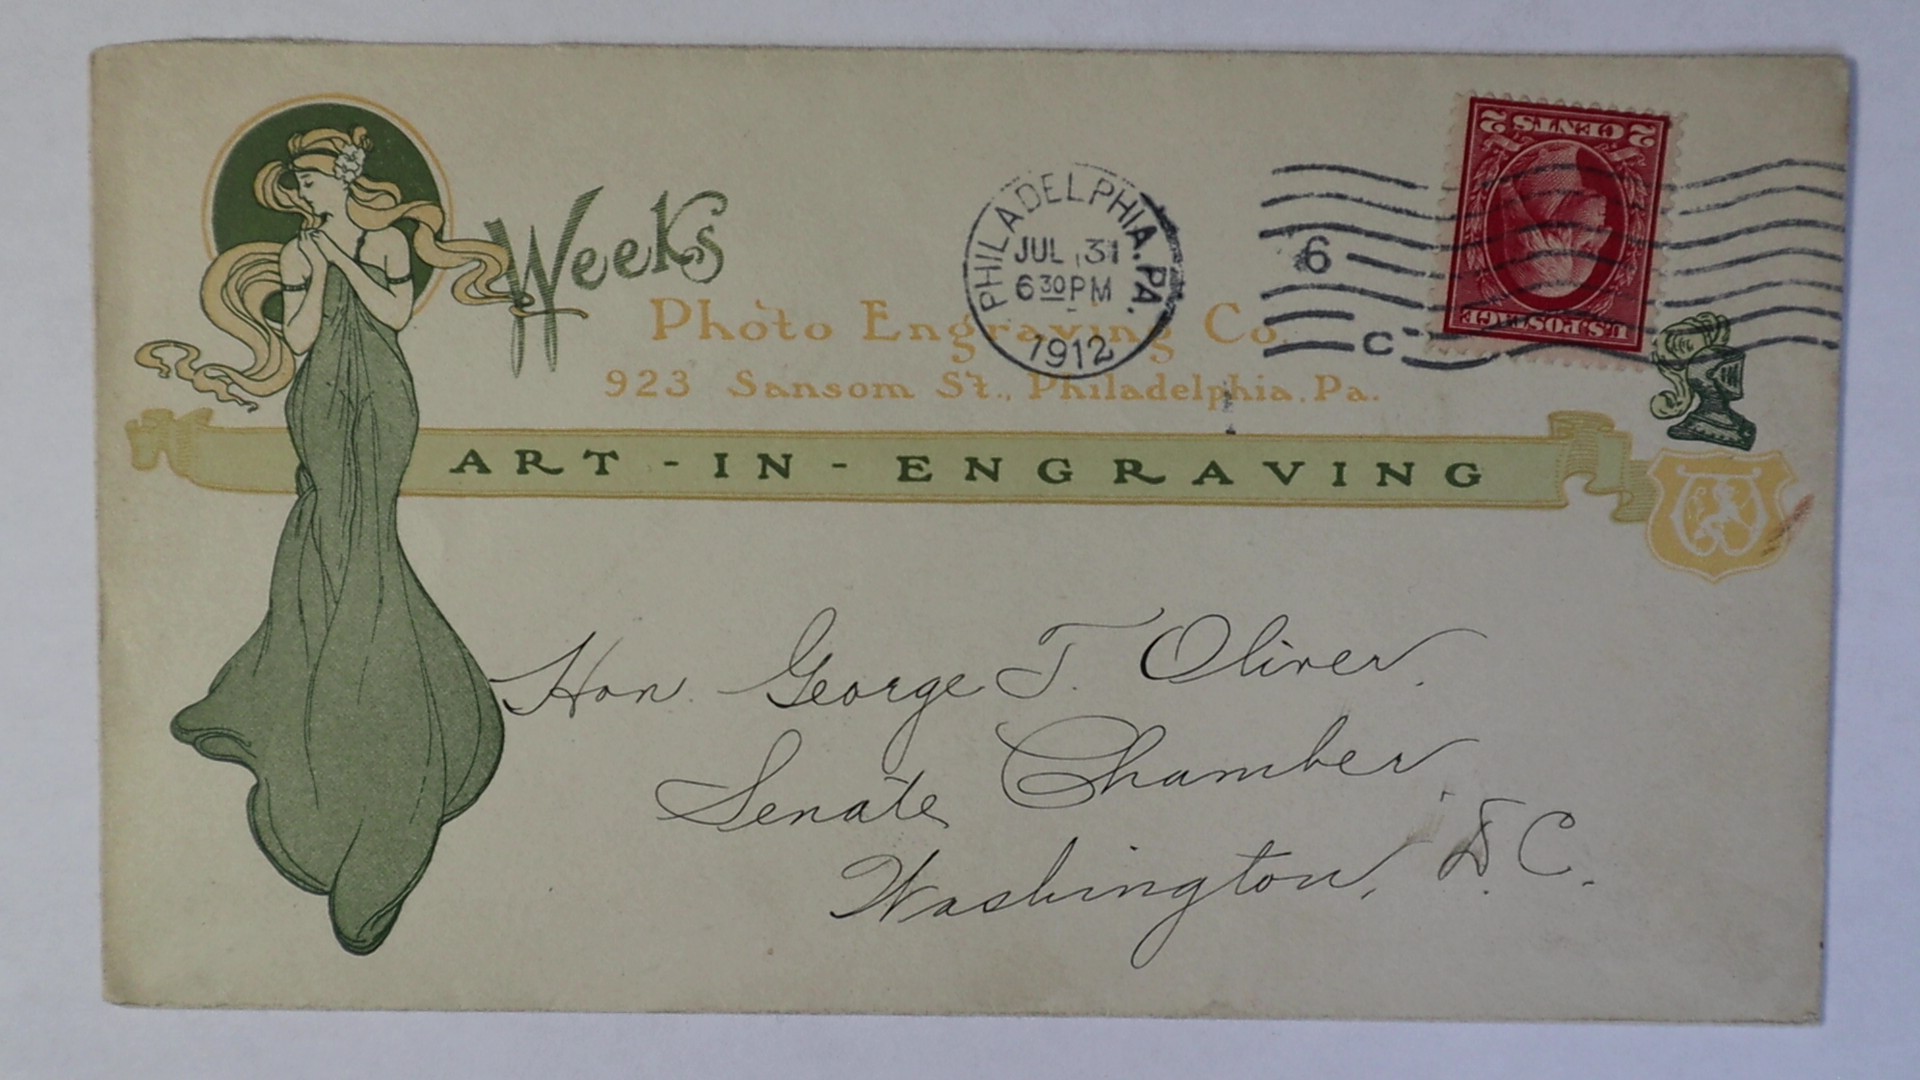 Weeks
Photo Engraving Co.
923 Sansom St., Philadelphia, Pa.
ART-IN-ENGRAVING
PHILADELPHIA, PA.
JUL 31
6 30 PM
1912
6
C
2 CENTS 2
U.S. POSTAGE
Hon. George T. Oliver,
Senate Chamber,
Washington, D.C.